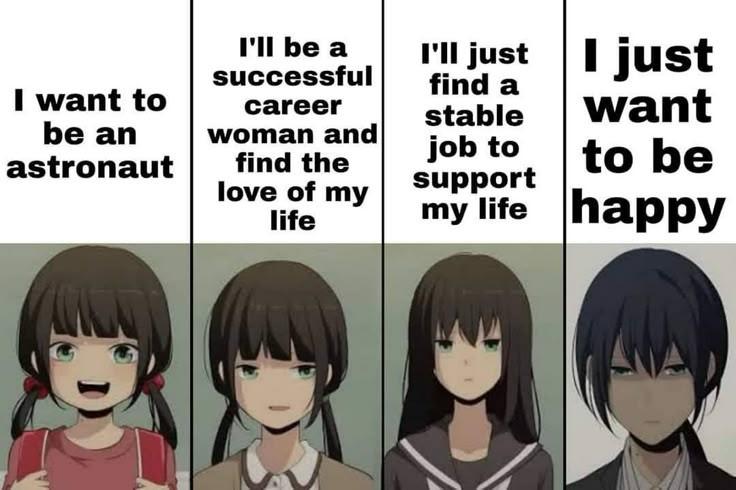 I want to
be an
astronaut
I'll be a
successful
career
woman and
find the
love of my
life
I'll just
find a
stable
job to
support
my life
I just
want
to be
happy